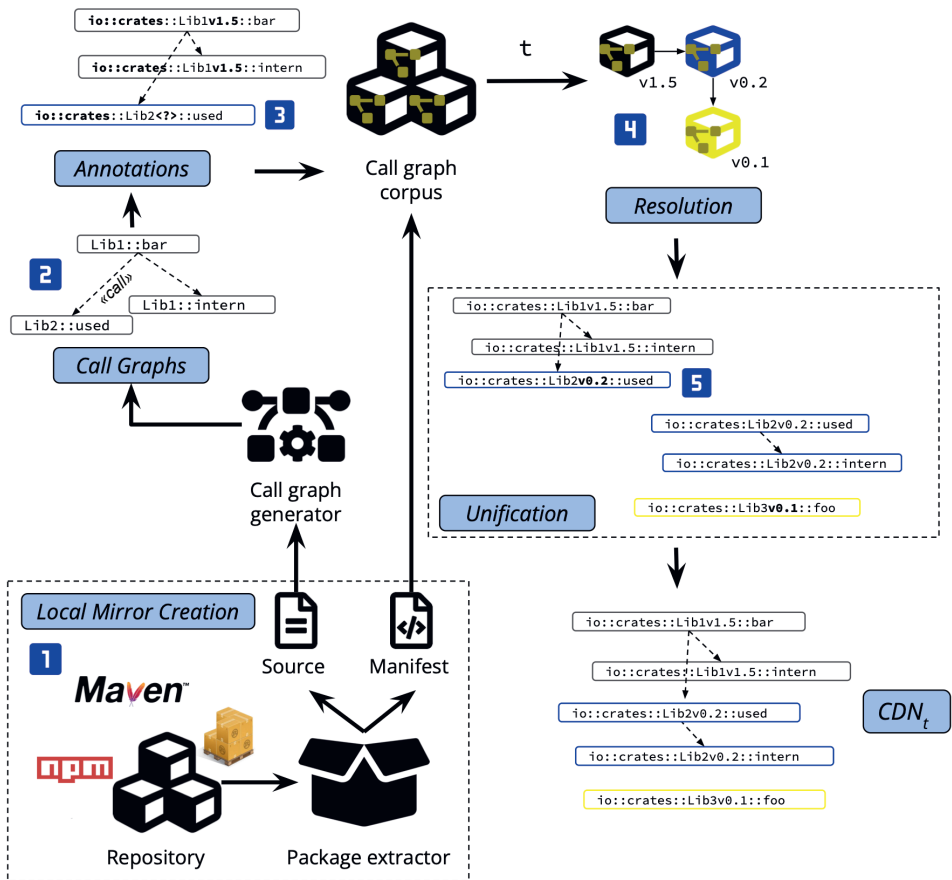 io::crates::Lib1v1.5::bar
io::crates::Lib1v1.5::intern
io::crates::Lib2<?>::used
3
Annotations
Lib1::bar
2
«call»
Lib1::intern
Lib2::used
Call Graphs
Call graph
generator
Local Mirror Creation
1
Source
Manifest
Maven™
npm
Repository
Package extractor
Call graph
corpus
t
v1.5
v0.2
4
v0.1
Resolution
io::crates::Lib1v1.5::bar
io::crates::Lib1v1.5::intern
io::crates::Lib2v0.2::used
5
io::crates:Lib2v0.2::used
io::crates::Lib2v0.2::intern
io::crates::Lib3v0.1::foo
Unification
io::crates::Lib1v1.5::bar
io::crates::Lib1v1.5::intern
io::crates::Lib2v0.2::used
io::crates::Lib2v0.2::intern
io::crates::Lib3v0.1::foo
CDNt